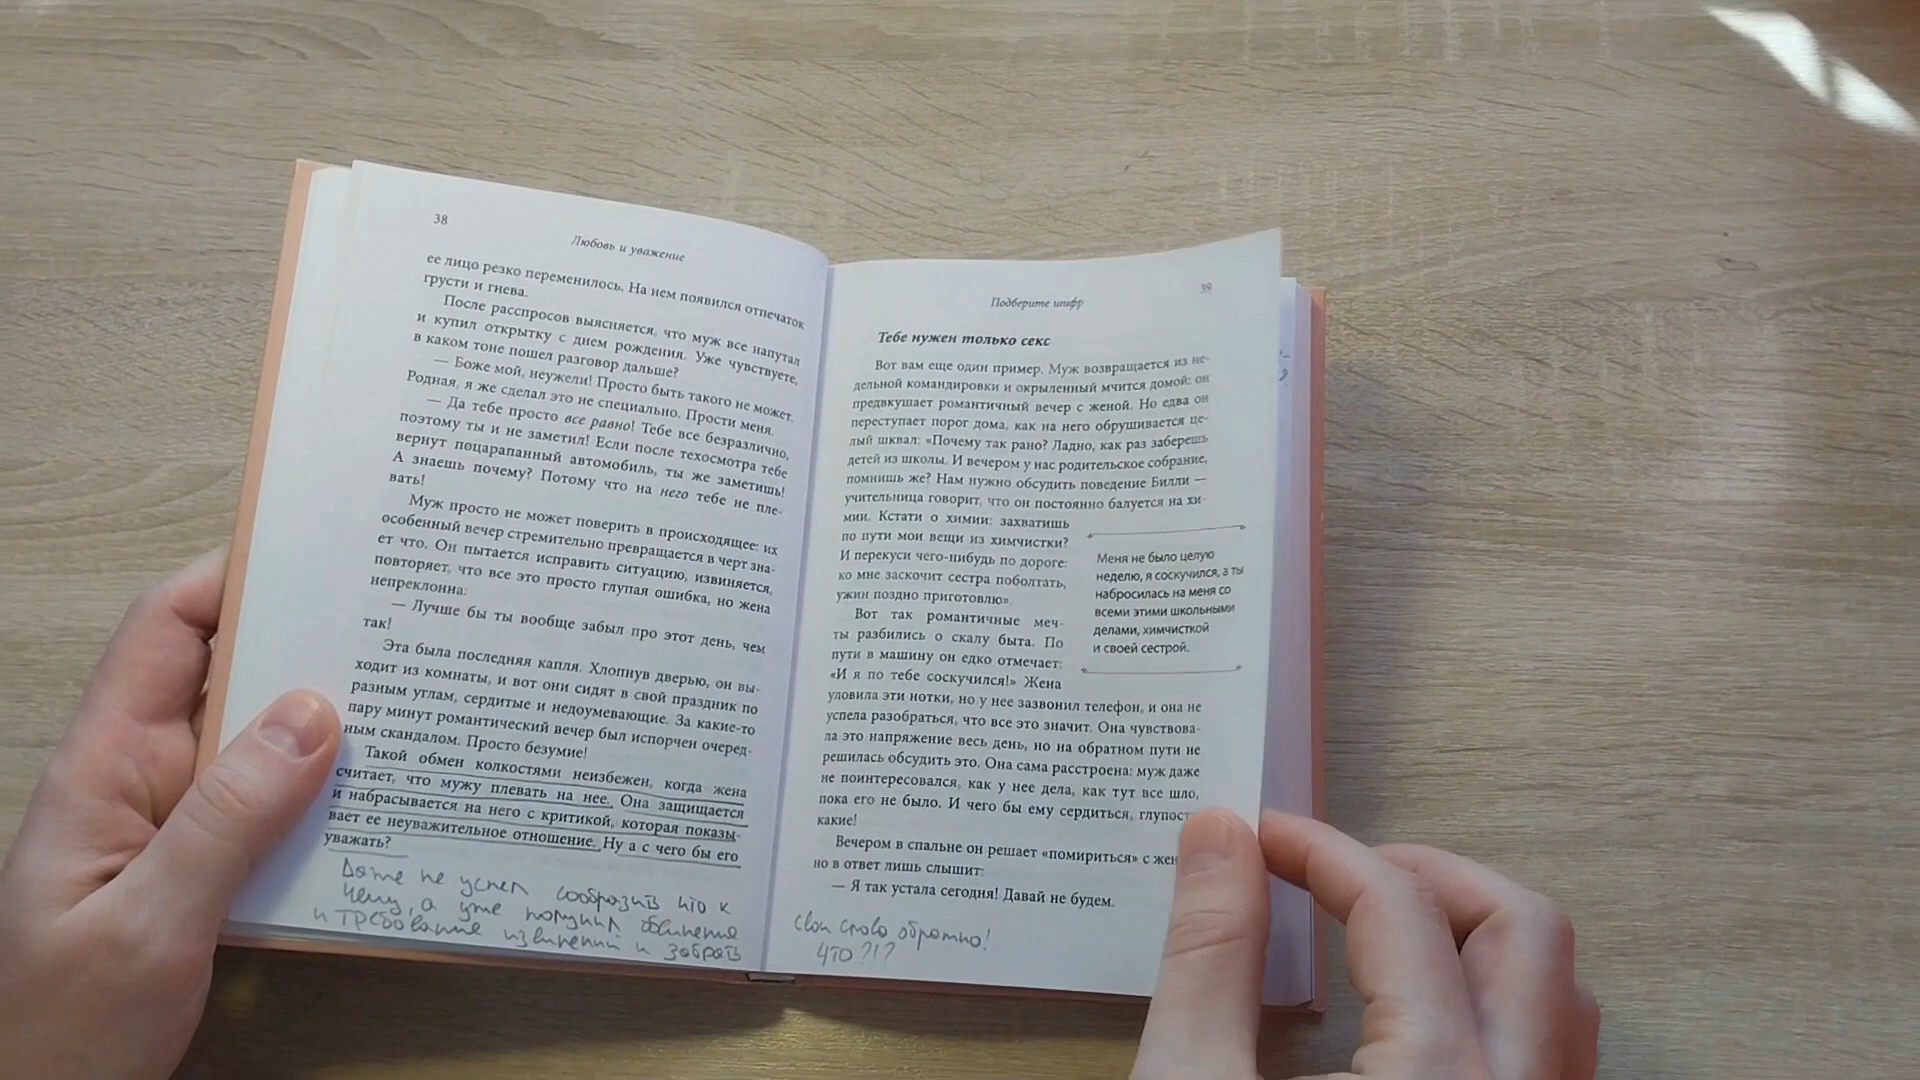 38
Любовь и уважение
ее лицо резко переменилось. На нем появился отпечаток
грусти и гнева.
После расспросов выясняется, что муж все напутал
и купил открытку с днем рождения. Уже чувствуете,
в каком тоне пошел разговор дальше?
— Боже мой, неужели! Просто быть такого не может.
Родная, я же сделал это не специально. Прости меня.
— Да тебе просто все равно! Тебе все безразлично,
поэтому ты и не заметил! Если после техосмотра тебе
вернут поцарапанный автомобиль, ты же заметишь!
А знаешь почему? Потому что на него тебе не пле-
вать!
Муж просто не может поверить в происходящее: их
особенный вечер стремительно превращается в черт зна-
ет что. Он пытается исправить ситуацию, извиняется,
повторяет, что все это просто глупая ошибка, но жена
непреклонна:
— Лучше бы ты вообще забыл про этот день, чем
так!
Эта была последняя капля. Хлопнув дверью, он вы-
ходит из комнаты, и вот они сидят в свой праздник по
разным углам, сердитые и недоумевающие. За какие-то
пару минут романтический вечер был испорчен очеред-
ным скандалом. Просто безумие!
Такой обмен колкостями неизбежен, когда жена
считает, что мужу плевать на нее. Она защищается
и набрасывается на него с критикой, которая показы-
вает ее неуважительное отношение. Ну а с чего бы его
уважать?
Даже не успел сообразить что к
чему, а уже получил обвинения
и требование извинений и забрать
Подберите шифр
39
Тебе нужен только секс
Вот вам еще один пример. Муж возвращается из не-
дельной командировки и окрыленный мчится домой: он
предвкушает романтичный вечер с женой. Но едва он
переступает порог дома, как на него обрушивается це-
лый шквал: «Почему так рано? Ладно, как раз заберешь
детей из школы. И вечером у нас родительское собрание,
помнишь же? Нам нужно обсудить поведение Билли —
учительница говорит, что он постоянно балуется на хи-
мии. Кстати о химии: захватишь
по пути мои вещи из химчистки?
И перекуси чего-нибудь по дороге:
ко мне заскочит сестра поболтать,
ужин поздно приготовлю».
Вот так романтичные меч-
ты разбились о скалу быта. По
пути в машину он едко отмечает:
«И я по тебе соскучился!» Жена
уловила эти нотки, но у нее зазвонил телефон, и она не
успела разобраться, что все это значит. Она чувствова-
ла это напряжение весь день, но на обратном пути не
решилась обсудить это. Она сама расстроена: муж даже
не поинтересовался, как у нее дела, как тут все шло,
пока его не было. И чего бы ему сердиться, глупос
какие!
Вечером в спальне он решает «помириться» с жен
но в ответ лишь слышит:
— Я так устала сегодня! Давай не будем.
Меня не было целую
неделю, я соскучился, а ты
набросилась на меня со
всеми этими школьными
делами, химчисткой
и своей сестрой.
свои слова обратно!
что?!?